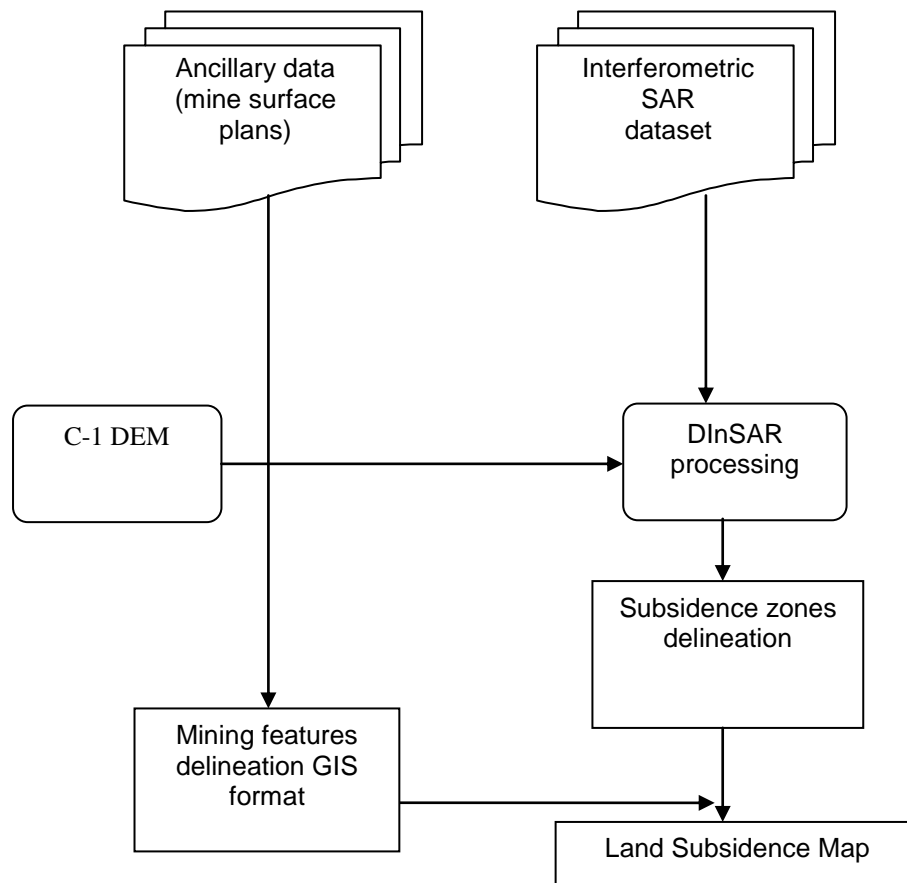 Ancillary data
(mine surface
plans)
Interferometric
SAR
dataset
C-1 DEM
DInSAR
processing
Subsidence zones
delineation
Mining features
delineation GIS
format
Land Subsidence Map